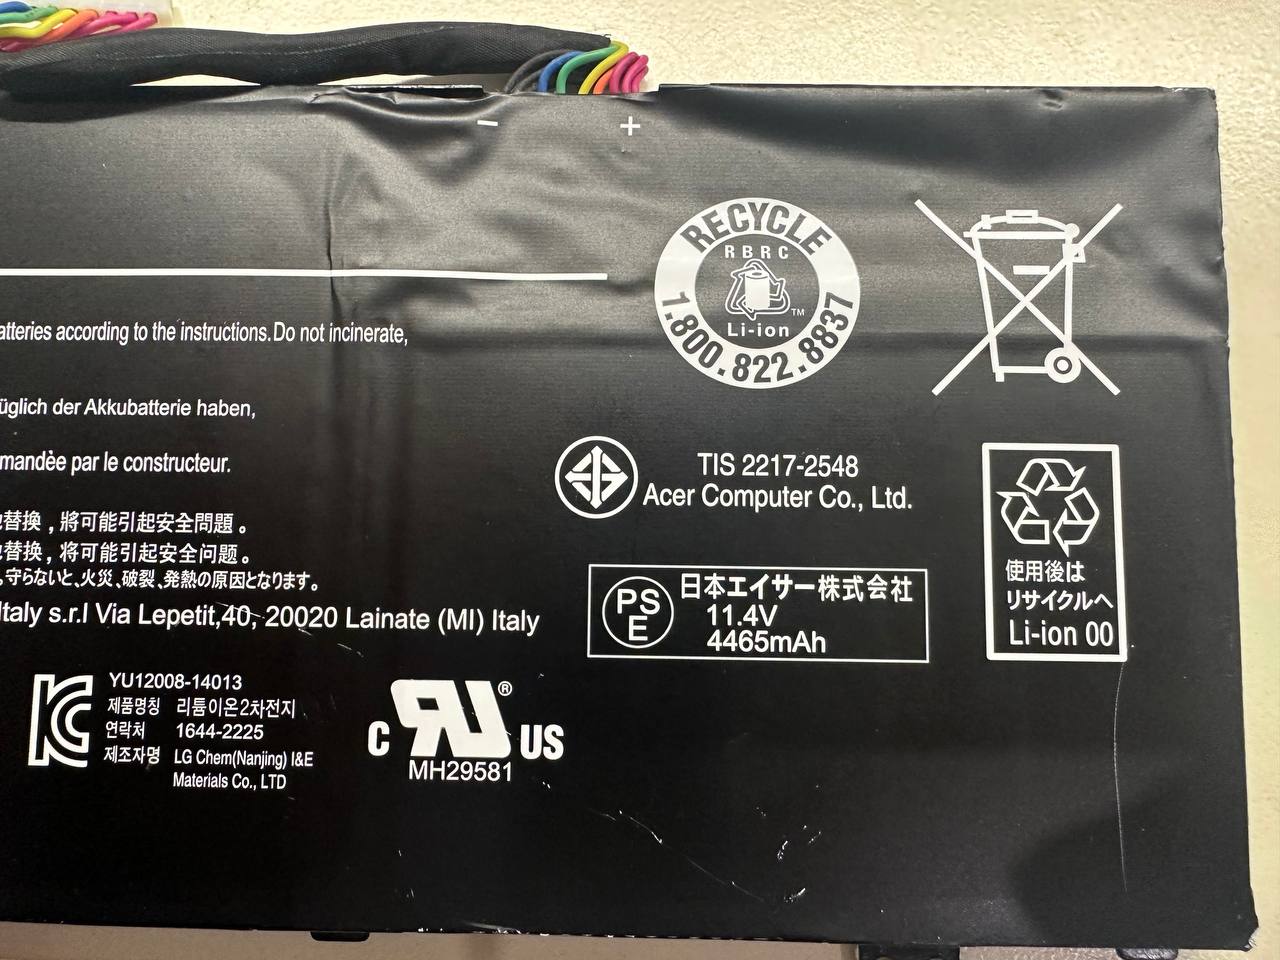 − +
RECYCLE
RBRC
TM
Li-ion
1.800.822.8837
atteries according to the instructions. Do not incinerate,
üglich der Akkubatterie haben,
mandèe par le constructeur.
替換，將可能引起安全問題。
替换，将可能引起安全问题。
守らないと、火災、破裂、発熱の原因となります。
Italy s.r.l Via Lepetit,40, 20020 Lainate (MI) Italy
TIS 2217-2548
Acer Computer Co., Ltd.
PS
E
日本エイサー株式会社
11.4V
4465mAh
使用後は
リサイクルへ
Li-ion 00
YU12008-14013
제품명칭 리튬이온2차전지
연락처 1644-2225
제조자명 LG Chem(Nanjing) I&E
Materials Co., LTD
C RU® US
MH29581